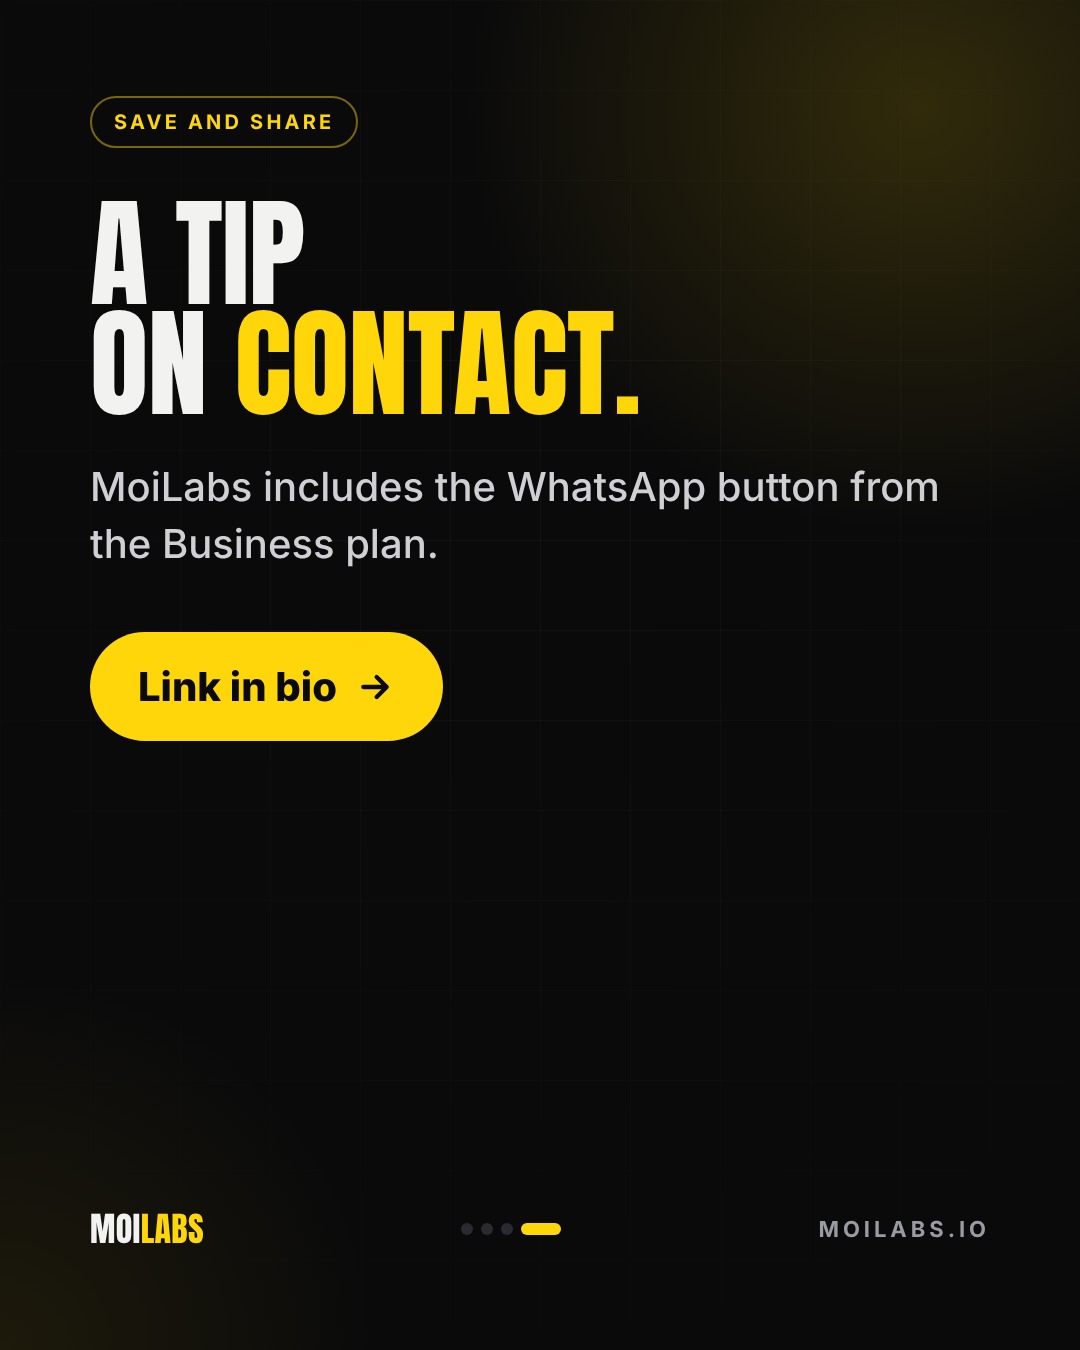 SAVE AND SHARE
A TIP
ON CONTACT.
MoiLabs includes the WhatsApp button from
the Business plan.
Link in bio →
MOILABS
MOILABS.IO